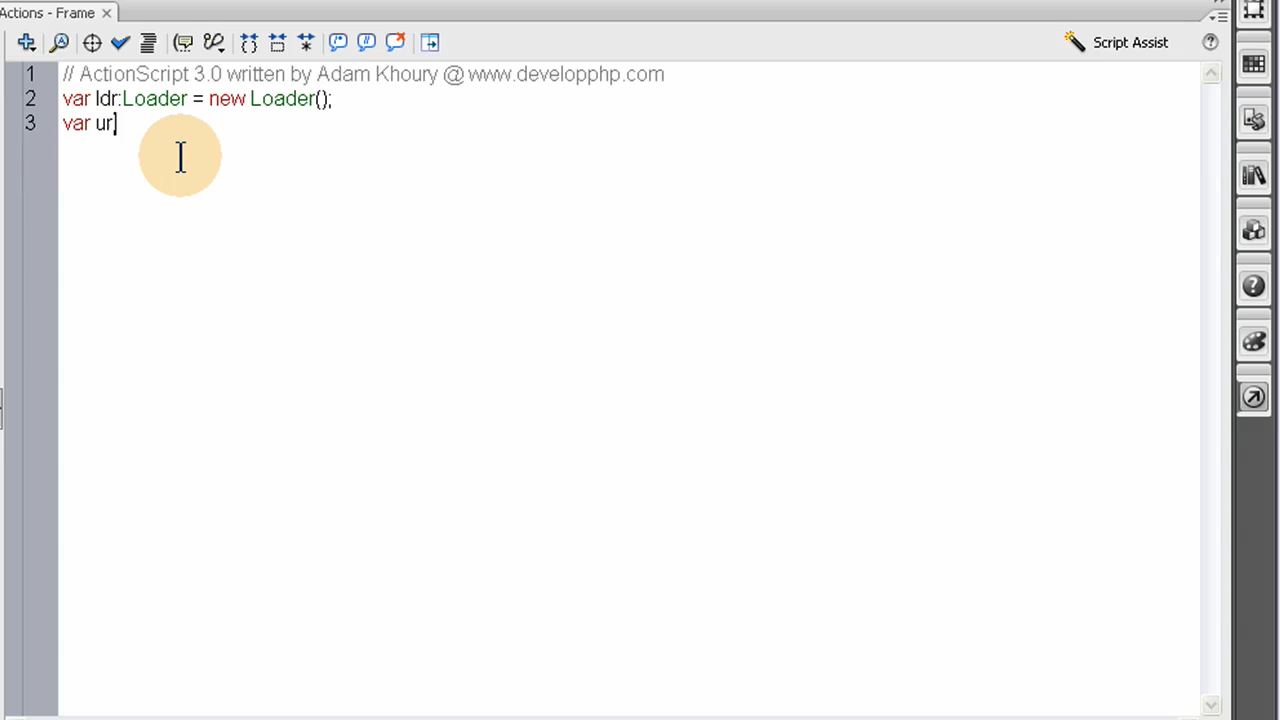 Actions - Frame
Script Assist
1 // ActionScript 3.0 written by Adam Khoury @ www.developphp.com
2 var ldr:Loader = new Loader();
3 var ur